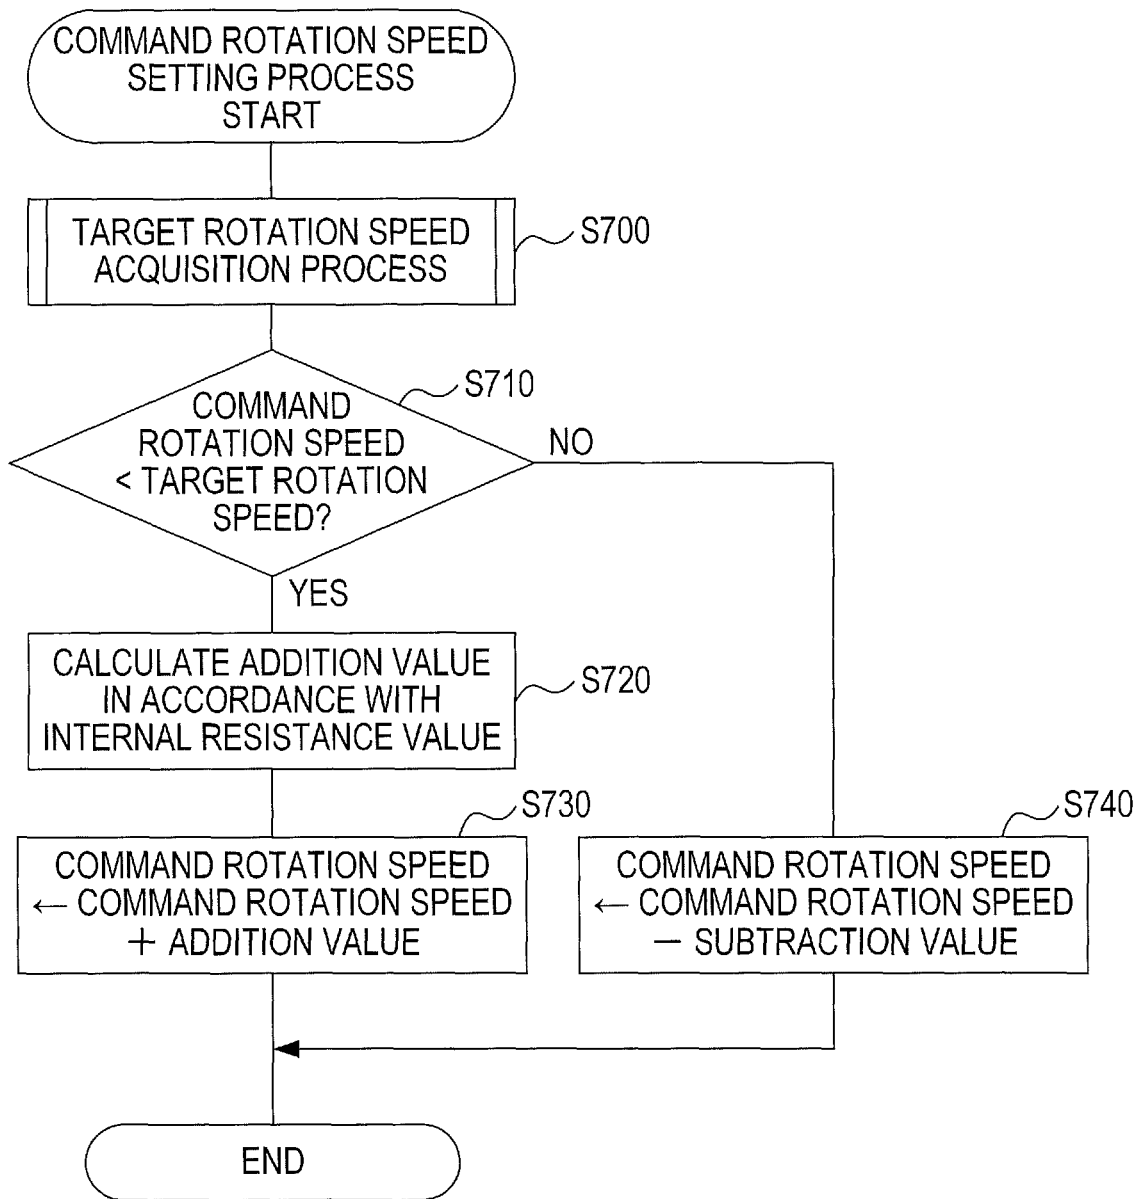 COMMAND ROTATION SPEED
SETTING PROCESS
START
TARGET ROTATION SPEED
ACQUISITION PROCESS
S700
S710
COMMAND
ROTATION SPEED
< TARGET ROTATION
SPEED?
NO
YES
CALCULATE ADDITION VALUE
IN ACCORDANCE WITH
INTERNAL RESISTANCE VALUE
S720
S730
COMMAND ROTATION SPEED
← COMMAND ROTATION SPEED
+ ADDITION VALUE
S740
COMMAND ROTATION SPEED
← COMMAND ROTATION SPEED
− SUBTRACTION VALUE
END